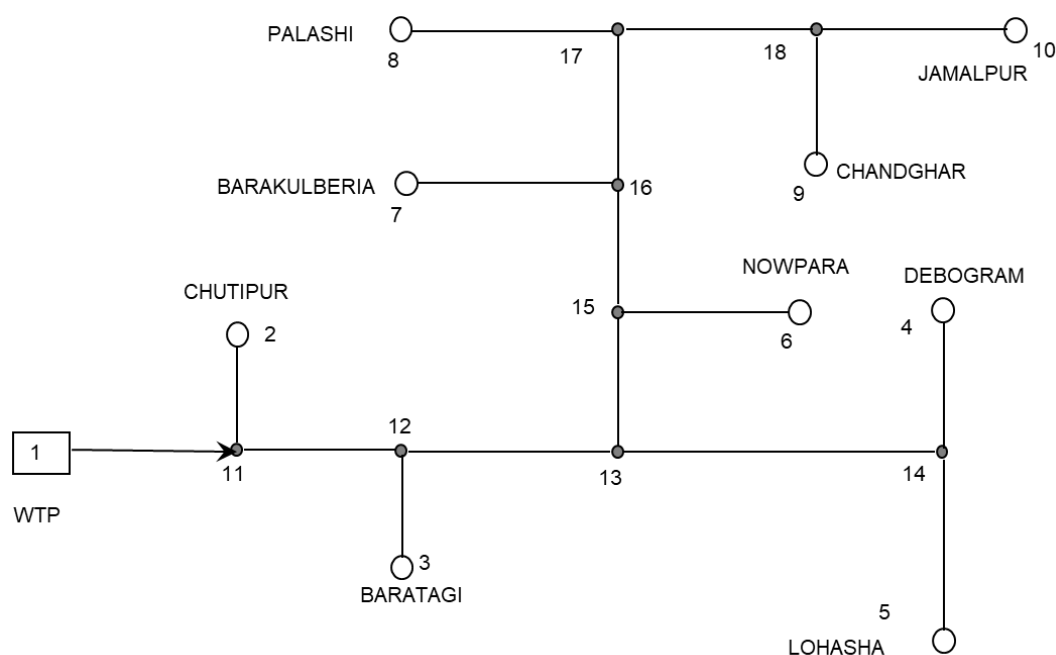 PALASHI
8
17
18
10
JAMALPUR
BARAKULBERIA
7
16
CHANDGHAR
9
NOWPARA
DEBOGRAM
CHUTIPUR
2
15
6
4
1
12
11
13
14
WTP
3
BARATAGI
5
LOHASHA